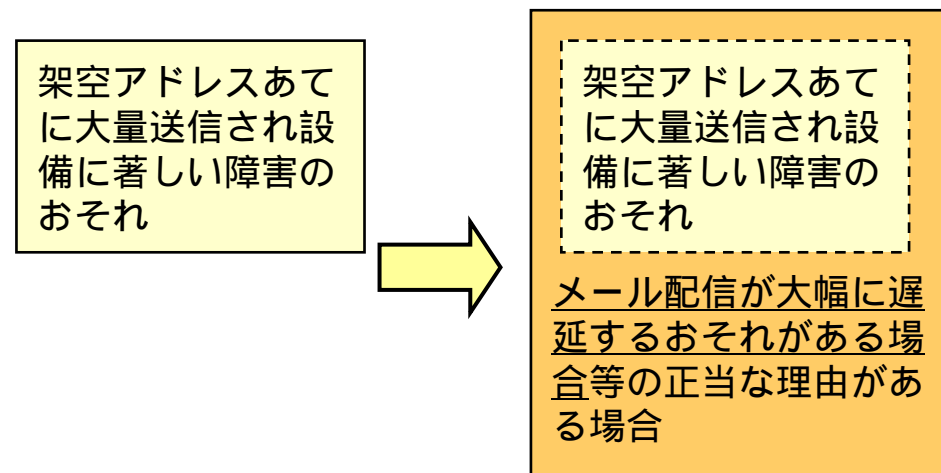 架空アドレスあて
に大量送信され設
備に著しい障害の
おそれ
架空アドレスあて
に大量送信され設
備に著しい障害の
おそれ
メール配信が大幅に遅
延するおそれがある場
合等の正当な理由があ
る場合